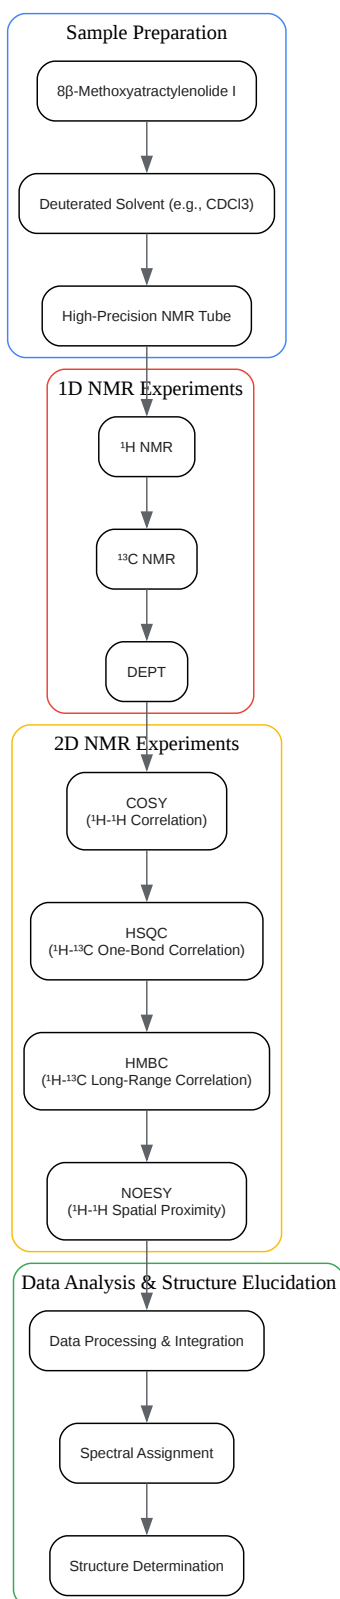 Sample Preparation
8β-Methoxyatractylenolide I
Deuterated Solvent (e.g., CDCl3)
High-Precision NMR Tube
1D NMR Experiments
¹H NMR
¹³C NMR
DEPT
2D NMR Experiments
COSY
(¹H-¹H Correlation)
HSQC
(¹H-¹³C One-Bond Correlation)
HMBC
(¹H-¹³C Long-Range Correlation)
NOESY
(¹H-¹H Spatial Proximity)
Data Analysis & Structure Elucidation
Data Processing & Integration
Spectral Assignment
Structure Determination